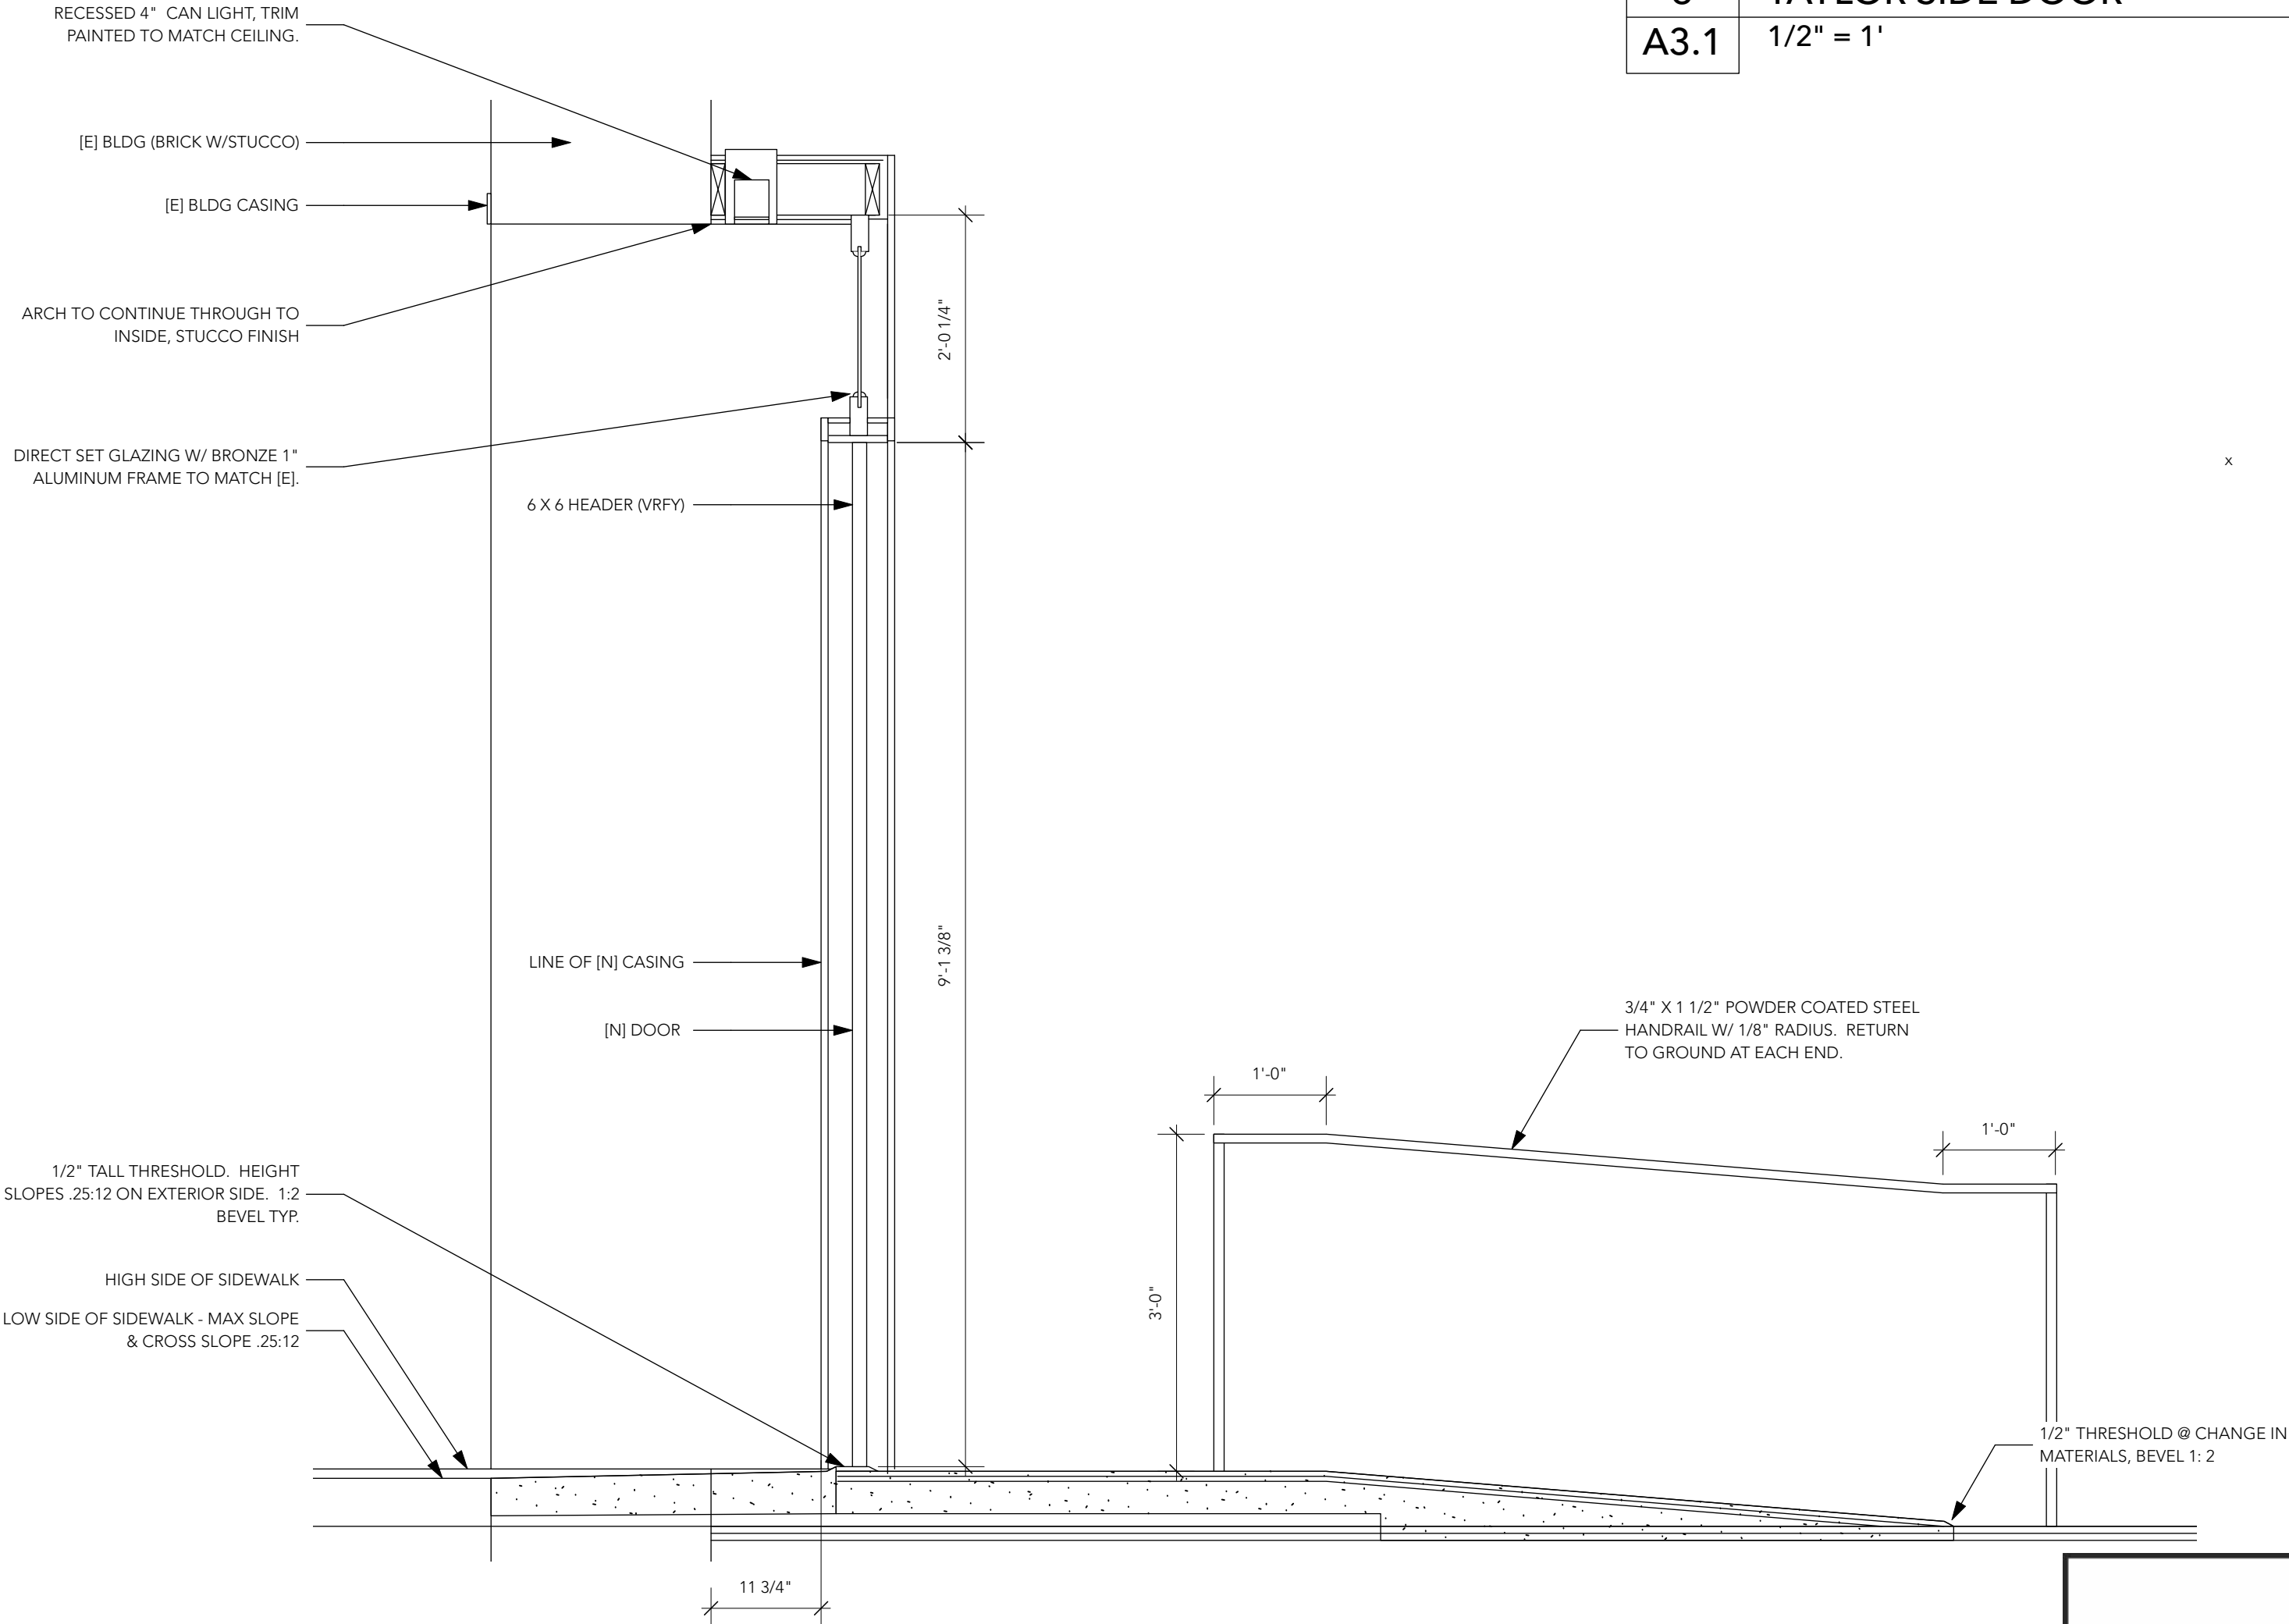 RECESSED 4" CAN LIGHT, TRIM
PAINTED TO MATCH CEILING.
TAYLOR SIDE DOOR
A3.1
1/2" = 1'
[E] BLDG (BRICK W/STUCCO)
[E] BLDG CASING
ARCH TO CONTINUE THROUGH TO
INSIDE, STUCCO FINISH
2'-0 1/4"
DIRECT SET GLAZING W/ BRONZE 1"
ALUMINUM FRAME TO MATCH [E].
x
6 X 6 HEADER (VRFY)
9'-1 3/8"
LINE OF [N] CASING
[N] DOOR
3/4" X 1 1/2" POWDER COATED STEEL
HANDRAIL W/ 1/8" RADIUS. RETURN
TO GROUND AT EACH END.
1'-0"
1'-0"
3'-0"
1/2" TALL THRESHOLD. HEIGHT
SLOPES .25:12 ON EXTERIOR SIDE. 1:2
BEVEL TYP.
HIGH SIDE OF SIDEWALK
LOW SIDE OF SIDEWALK - MAX SLOPE
& CROSS SLOPE .25:12
1/2" THRESHOLD @ CHANGE IN
MATERIALS, BEVEL 1: 2
11 3/4"